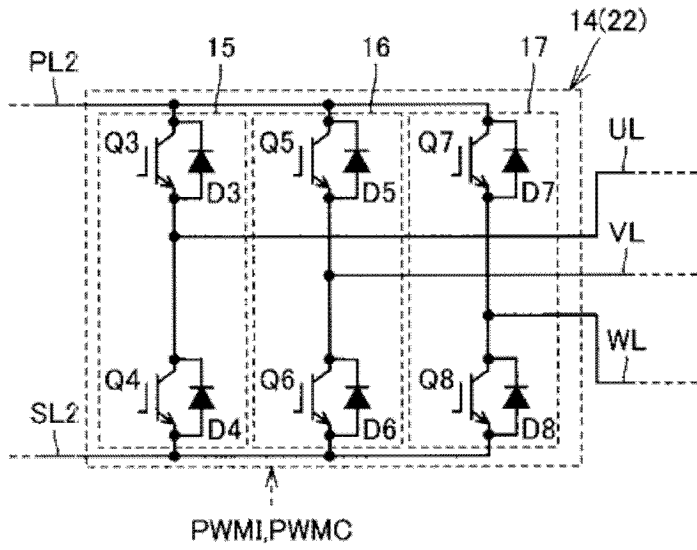 14(22)
15 16 17
PL2
Q3 Q5 Q7
UL
D3 D5 D7
VL
Q4 Q6 Q8
WL
SL2
D4 D6 D8
PWMI,PWMC